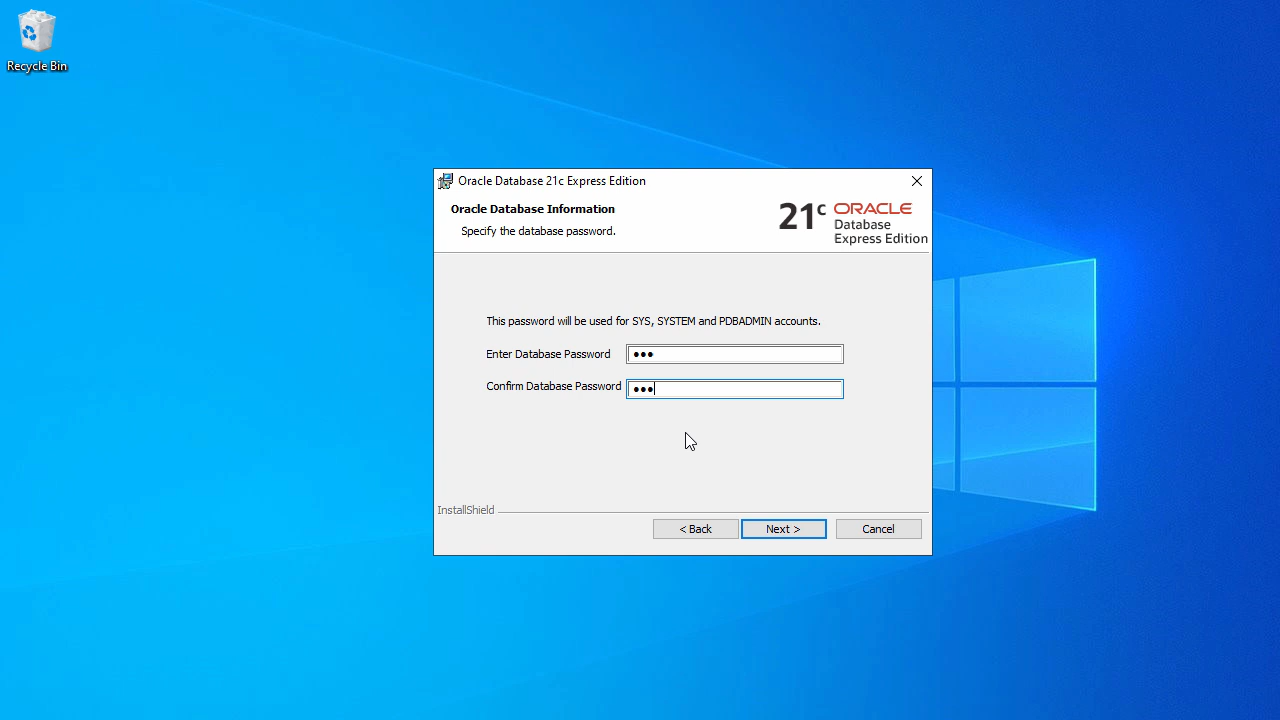 Recycle Bin
Oracle Database 21c Express Edition
Oracle Database Information
Specify the database password.
21c ORACLE
Database
Express Edition
This password will be used for SYS, SYSTEM and PDBADMIN accounts.
Enter Database Password ●●●
Confirm Database Password ●●●
InstallShield
< Back Next > Cancel